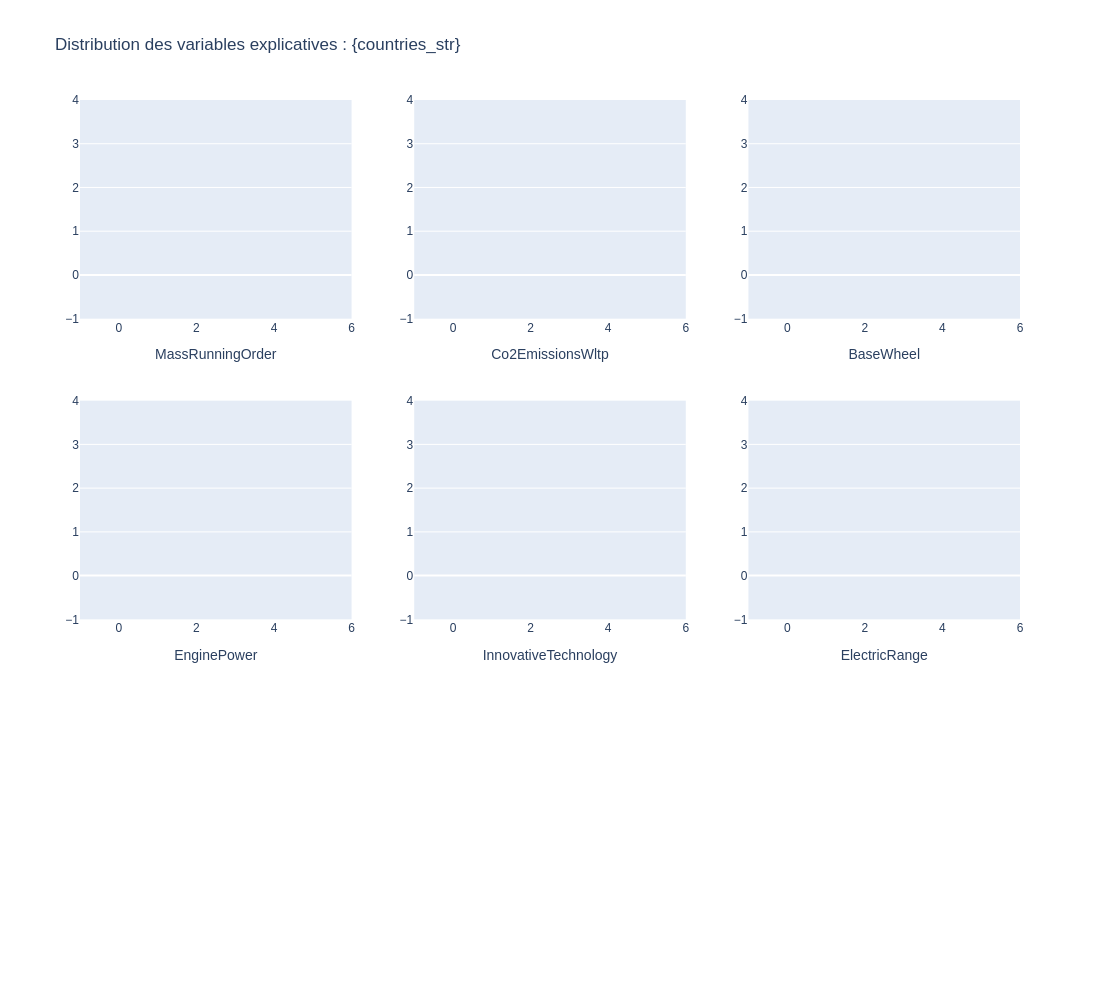 Distribution des variables explicatives : {countries_str}
4 4 4
3 3 3
2 2 2
1 1 1
0 0 0
−1 −1 −1
0 2 4 6 0 2 4 6 0 2 4 6
MassRunningOrder Co2EmissionsWltp BaseWheel
4 4 4
3 3 3
2 2 2
1 1 1
0 0 0
−1 −1 −1
0 2 4 6 0 2 4 6 0 2 4 6
EnginePower InnovativeTechnology ElectricRange